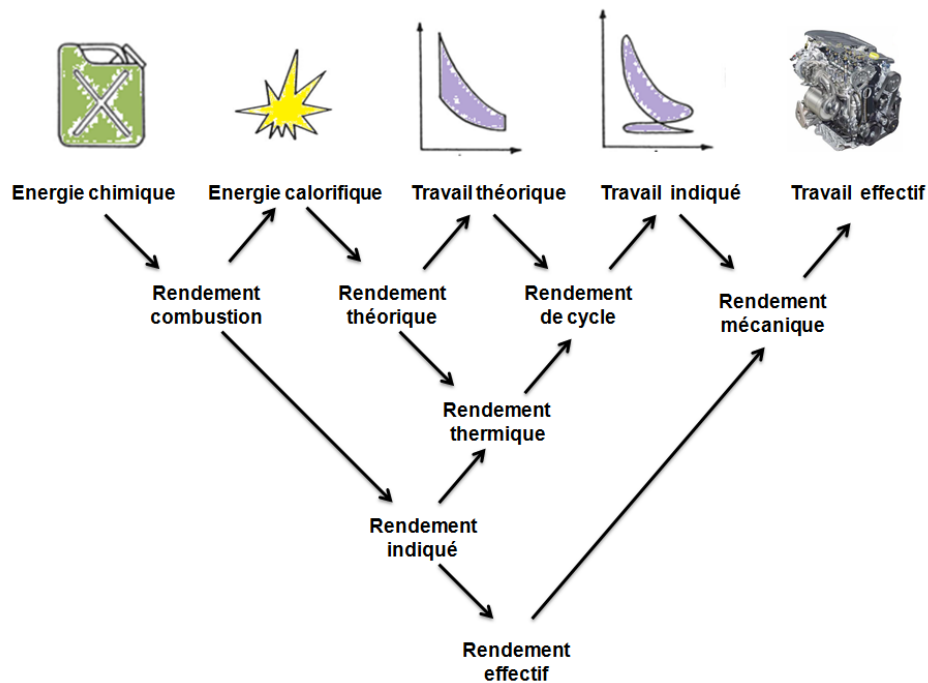 Energie chimique
Energie calorifique
Travail théorique
Travail indiqué
Travail effectif
Rendement
combustion
Rendement
théorique
Rendement
de cycle
Rendement
mécanique
Rendement
thermique
Rendement
indiqué
Rendement
effectif